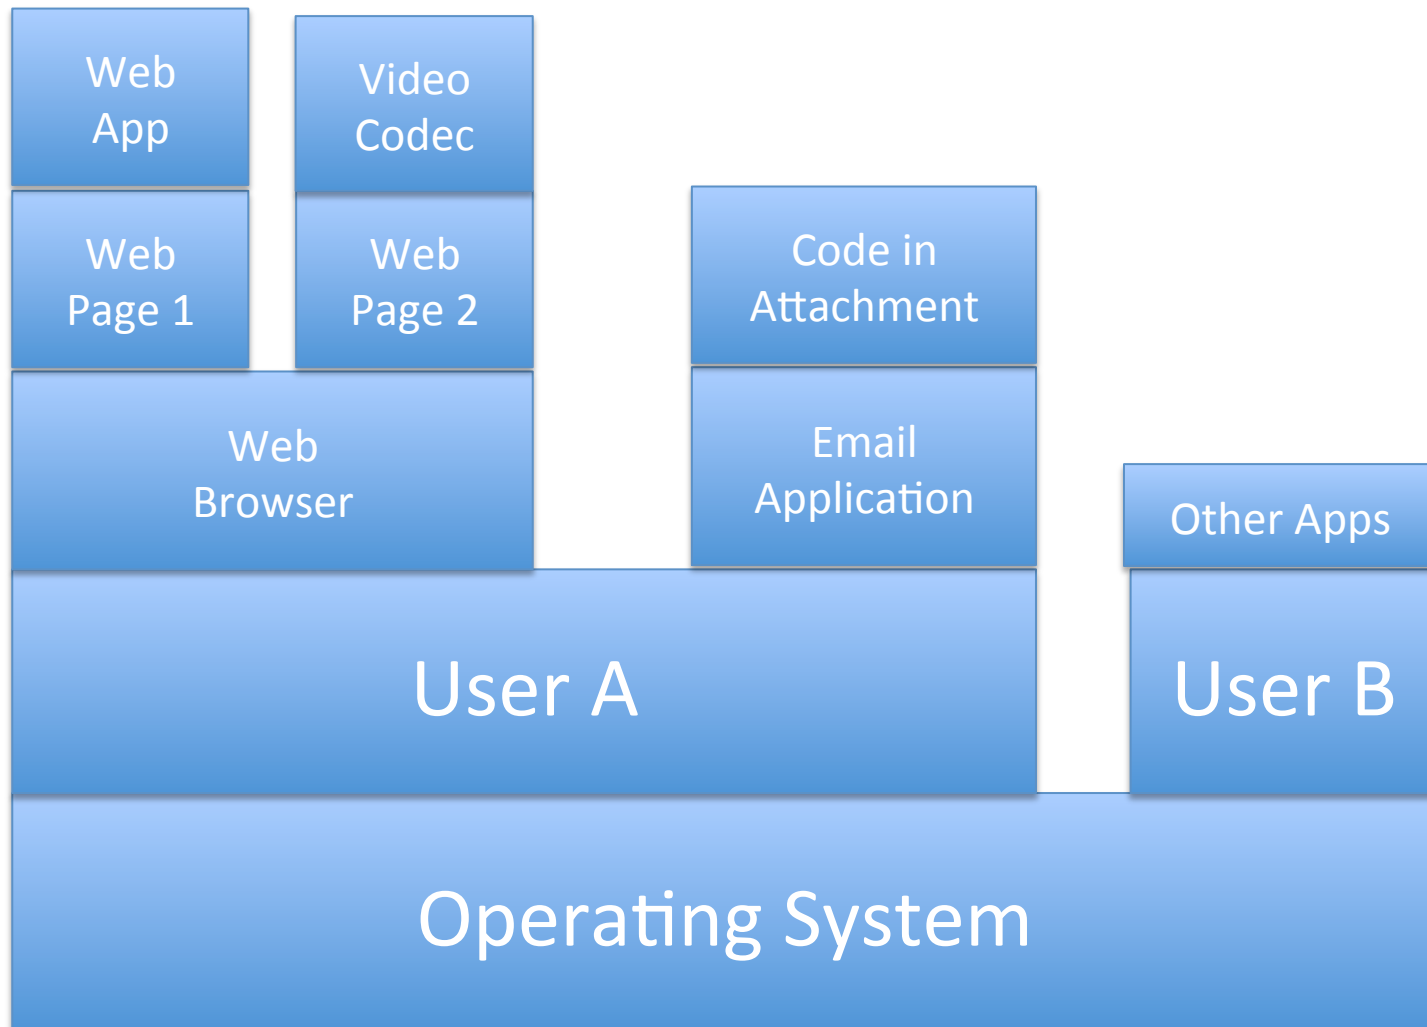 Web
App
Video
Codec
Web
Page 1
Web
Page 2
Code in
Attachment
Web
Browser
Email
Application
Other Apps
User A
User B
Operating System